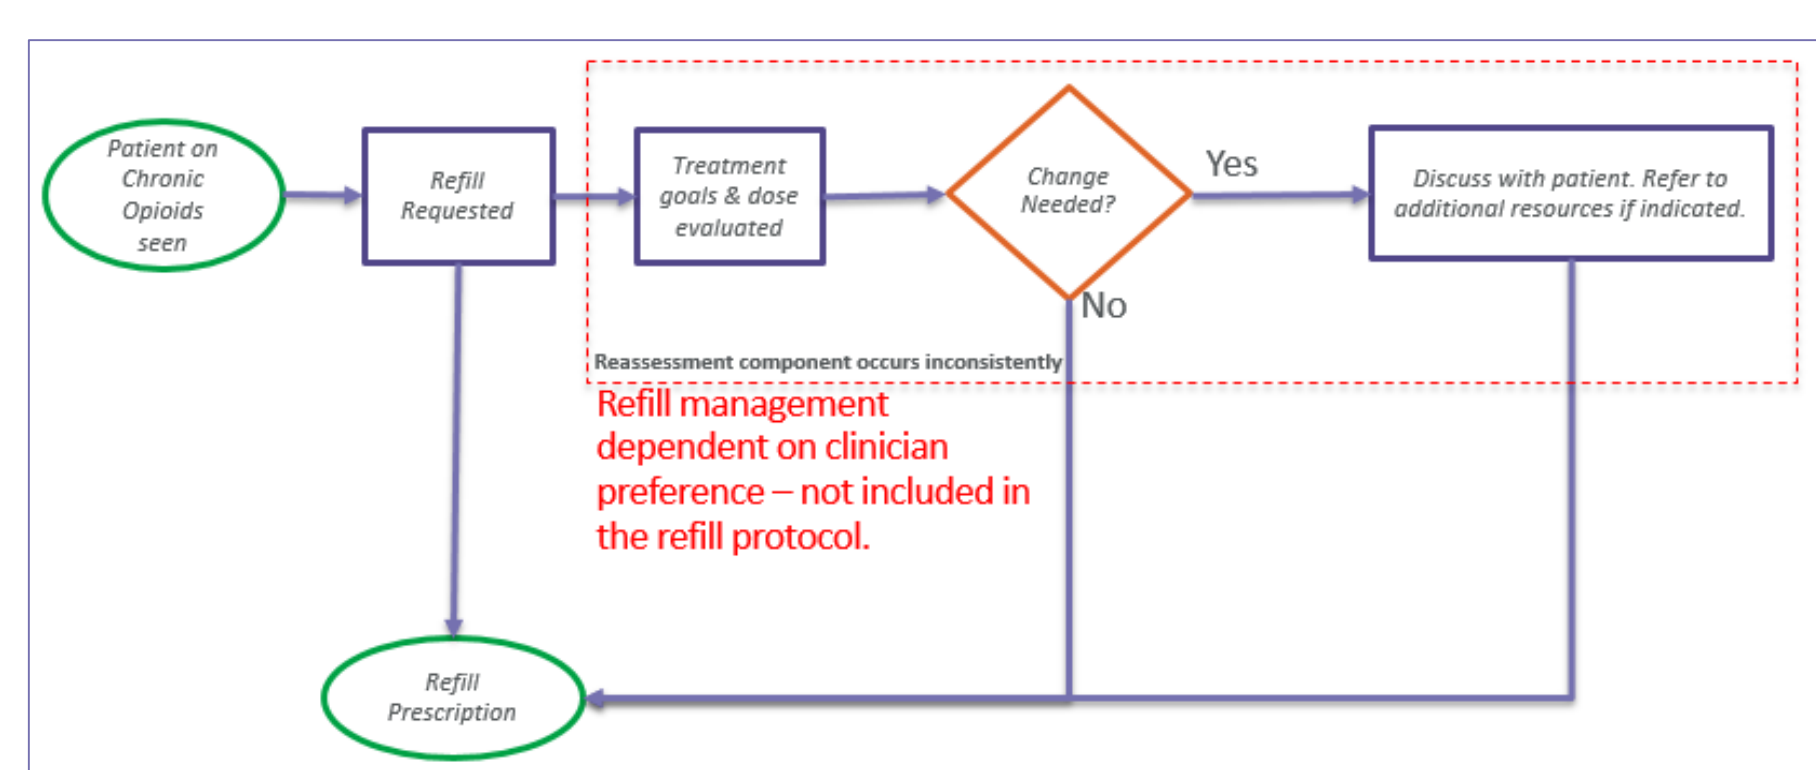 Patient on
Chronic
Opioids
seen
Refill
Requested
Treatment
goals & dose
evaluated
Change
Needed?
Yes
Discuss with patient. Refer to
additional resources if indicated.
No
Reassessment component occurs inconsistently
Refill management
dependent on clinician
preference – not included in
the refill protocol.
Refill
Prescription